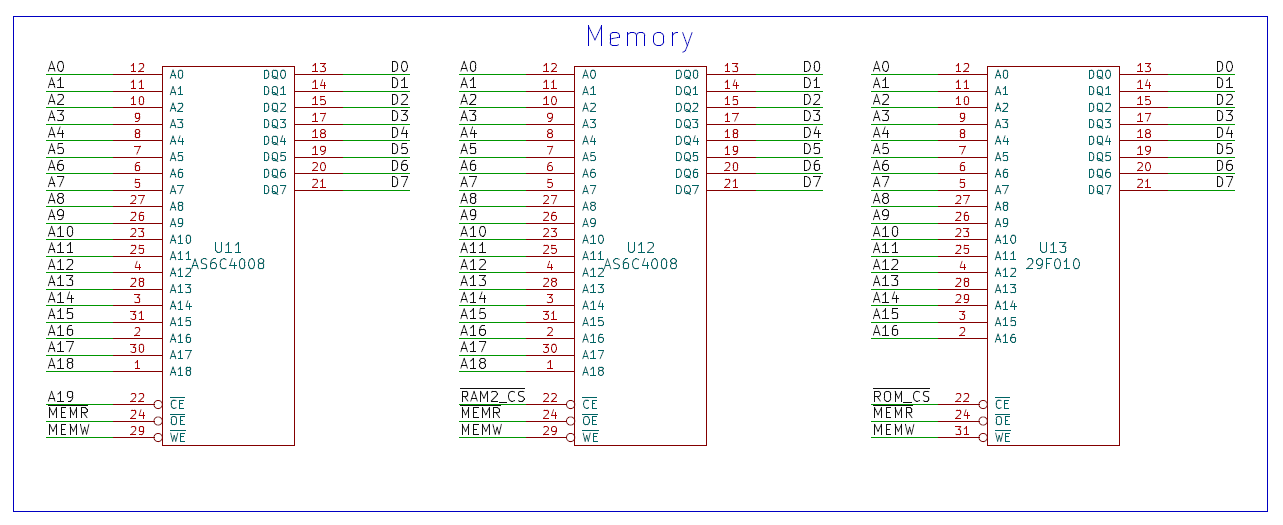 Memory
A0 12 A0 DQ0 13 D0
A1 11 A1 DQ1 14 D1
A2 10 A2 DQ2 15 D2
A3 9 A3 DQ3 17 D3
A4 8 A4 DQ4 18 D4
A5 7 A5 DQ5 19 D5
A6 6 A6 DQ6 20 D6
A7 5 A7 DQ7 21 D7
A8 27 A8
A9 26 A9
A10 23 A10
U11
A11 25 A11
AS6C4008
A12 4 A12
A13 28 A13
A14 3 A14
A15 31 A15
A16 2 A16
A17 30 A17
A18 1 A18
A19 22 CE
MEMR 24 OE
MEMW 29 WE
A0 12 A0 DQ0 13 D0
A1 11 A1 DQ1 14 D1
A2 10 A2 DQ2 15 D2
A3 9 A3 DQ3 17 D3
A4 8 A4 DQ4 18 D4
A5 7 A5 DQ5 19 D5
A6 6 A6 DQ6 20 D6
A7 5 A7 DQ7 21 D7
A8 27 A8
A9 26 A9
A10 23 A10
U12
A11 25 A11
AS6C4008
A12 4 A12
A13 28 A13
A14 3 A14
A15 31 A15
A16 2 A16
A17 30 A17
A18 1 A18
RAM2_CS 22 CE
MEMR 24 OE
MEMW 29 WE
A0 12 A0 DQ0 13 D0
A1 11 A1 DQ1 14 D1
A2 10 A2 DQ2 15 D2
A3 9 A3 DQ3 17 D3
A4 8 A4 DQ4 18 D4
A5 7 A5 DQ5 19 D5
A6 6 A6 DQ6 20 D6
A7 5 A7 DQ7 21 D7
A8 27 A8
A9 26 A9
A10 23 A10
U13
A11 25 A11
29F010
A12 4 A12
A13 28 A13
A14 29 A14
A15 3 A15
A16 2 A16
ROM_CS 22 CE
MEMR 24 OE
MEMW 31 WE